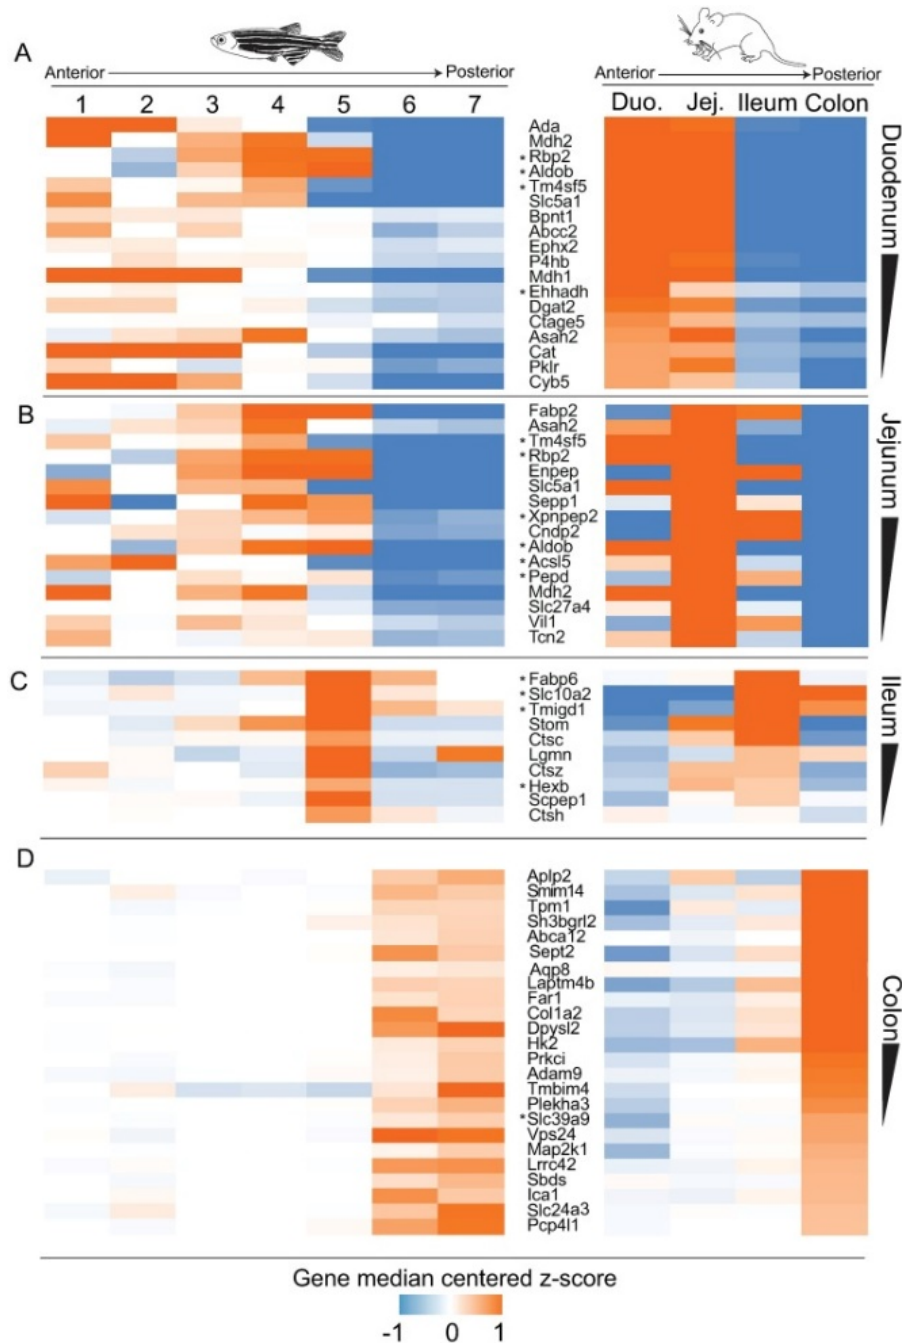 A
Anterior Posterior Anterior Posterior
1 2 3 4 5 6 7 Duo. Jej. Ileum Colon
Ada
Mdh2
* Rbp2
* Aldob
* Tm4sf5
Slc5a1
Bpnt1
Abcc2
Ephx2
P4hb
Mdh1
* Ehhadh
Dgat2
Ctage5
Asah2
Cat
Pklr
Cyb5
Duodenum
B
Fabp2
Asah2
* Tm4sf5
* Rbp2
Enpep
Slc5a1
Sepp1
* Xpnpep2
Cndp2
* Aldob
* Acsl5
* Pepd
Mdh2
Slc27a4
Vil1
Tcn2
Jejunum
C
* Fabp6
* Slc10a2
* Tmigd1
Stom
Ctsc
Lgmn
Ctsz
* Hexb
Scpep1
Ctsh
Ileum
D
Aplp2
Smim14
Tpm1
Sh3bgrl2
Abca12
Sept2
Aqp8
Laptm4b
Far1
Col1a2
Dpysl2
Hk2
Prkci
Adam9
Tmbim4
Plekha3
* Slc39a9
Vps24
Map2k1
Lrrc42
Sbds
Ica1
Slc24a3
Pcp4l1
Colon
Gene median centered z-score
-1 0 1